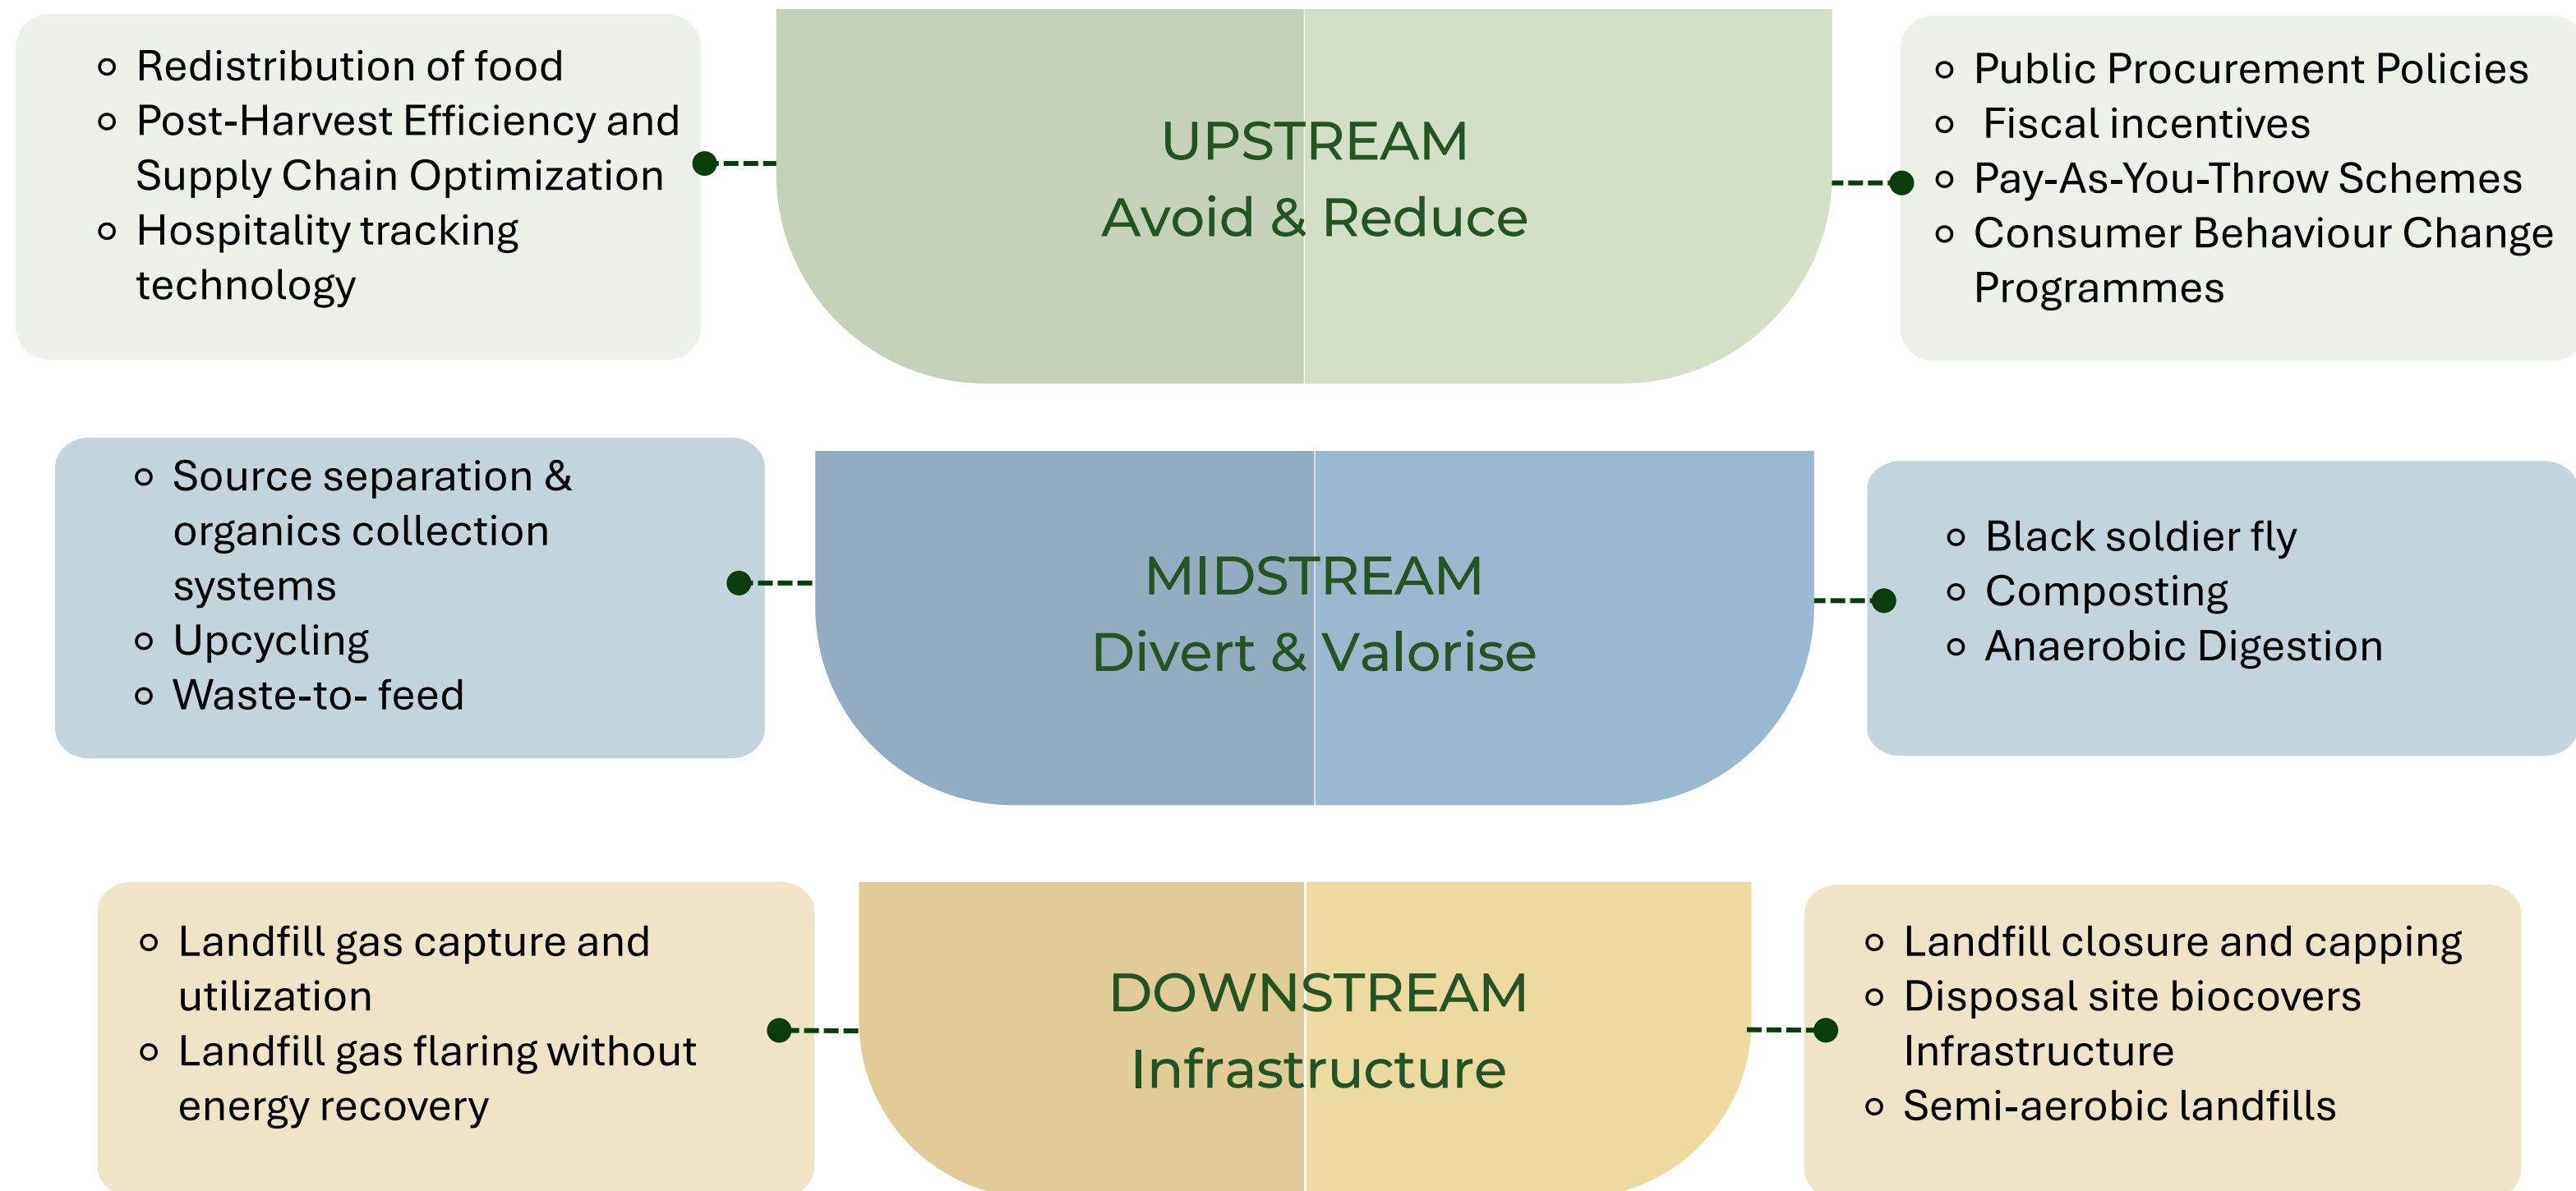 ○ Redistribution of food
○ Post-Harvest Efficiency and
Supply Chain Optimization
○ Hospitality tracking
technology
UPSTREAM
Avoid & Reduce
○ Public Procurement Policies
○ Fiscal incentives
○ Pay-As-You-Throw Schemes
○ Consumer Behaviour Change
Programmes
○ Source separation &
organics collection
systems
○ Upcycling
○ Waste-to- feed
MIDSTREAM
Divert & Valorise
○ Black soldier fly
○ Composting
○ Anaerobic Digestion
○ Landfill gas capture and
utilization
○ Landfill gas flaring without
energy recovery
DOWNSTREAM
Infrastructure
○ Landfill closure and capping
○ Disposal site biocovers
Infrastructure
○ Semi-aerobic landfills